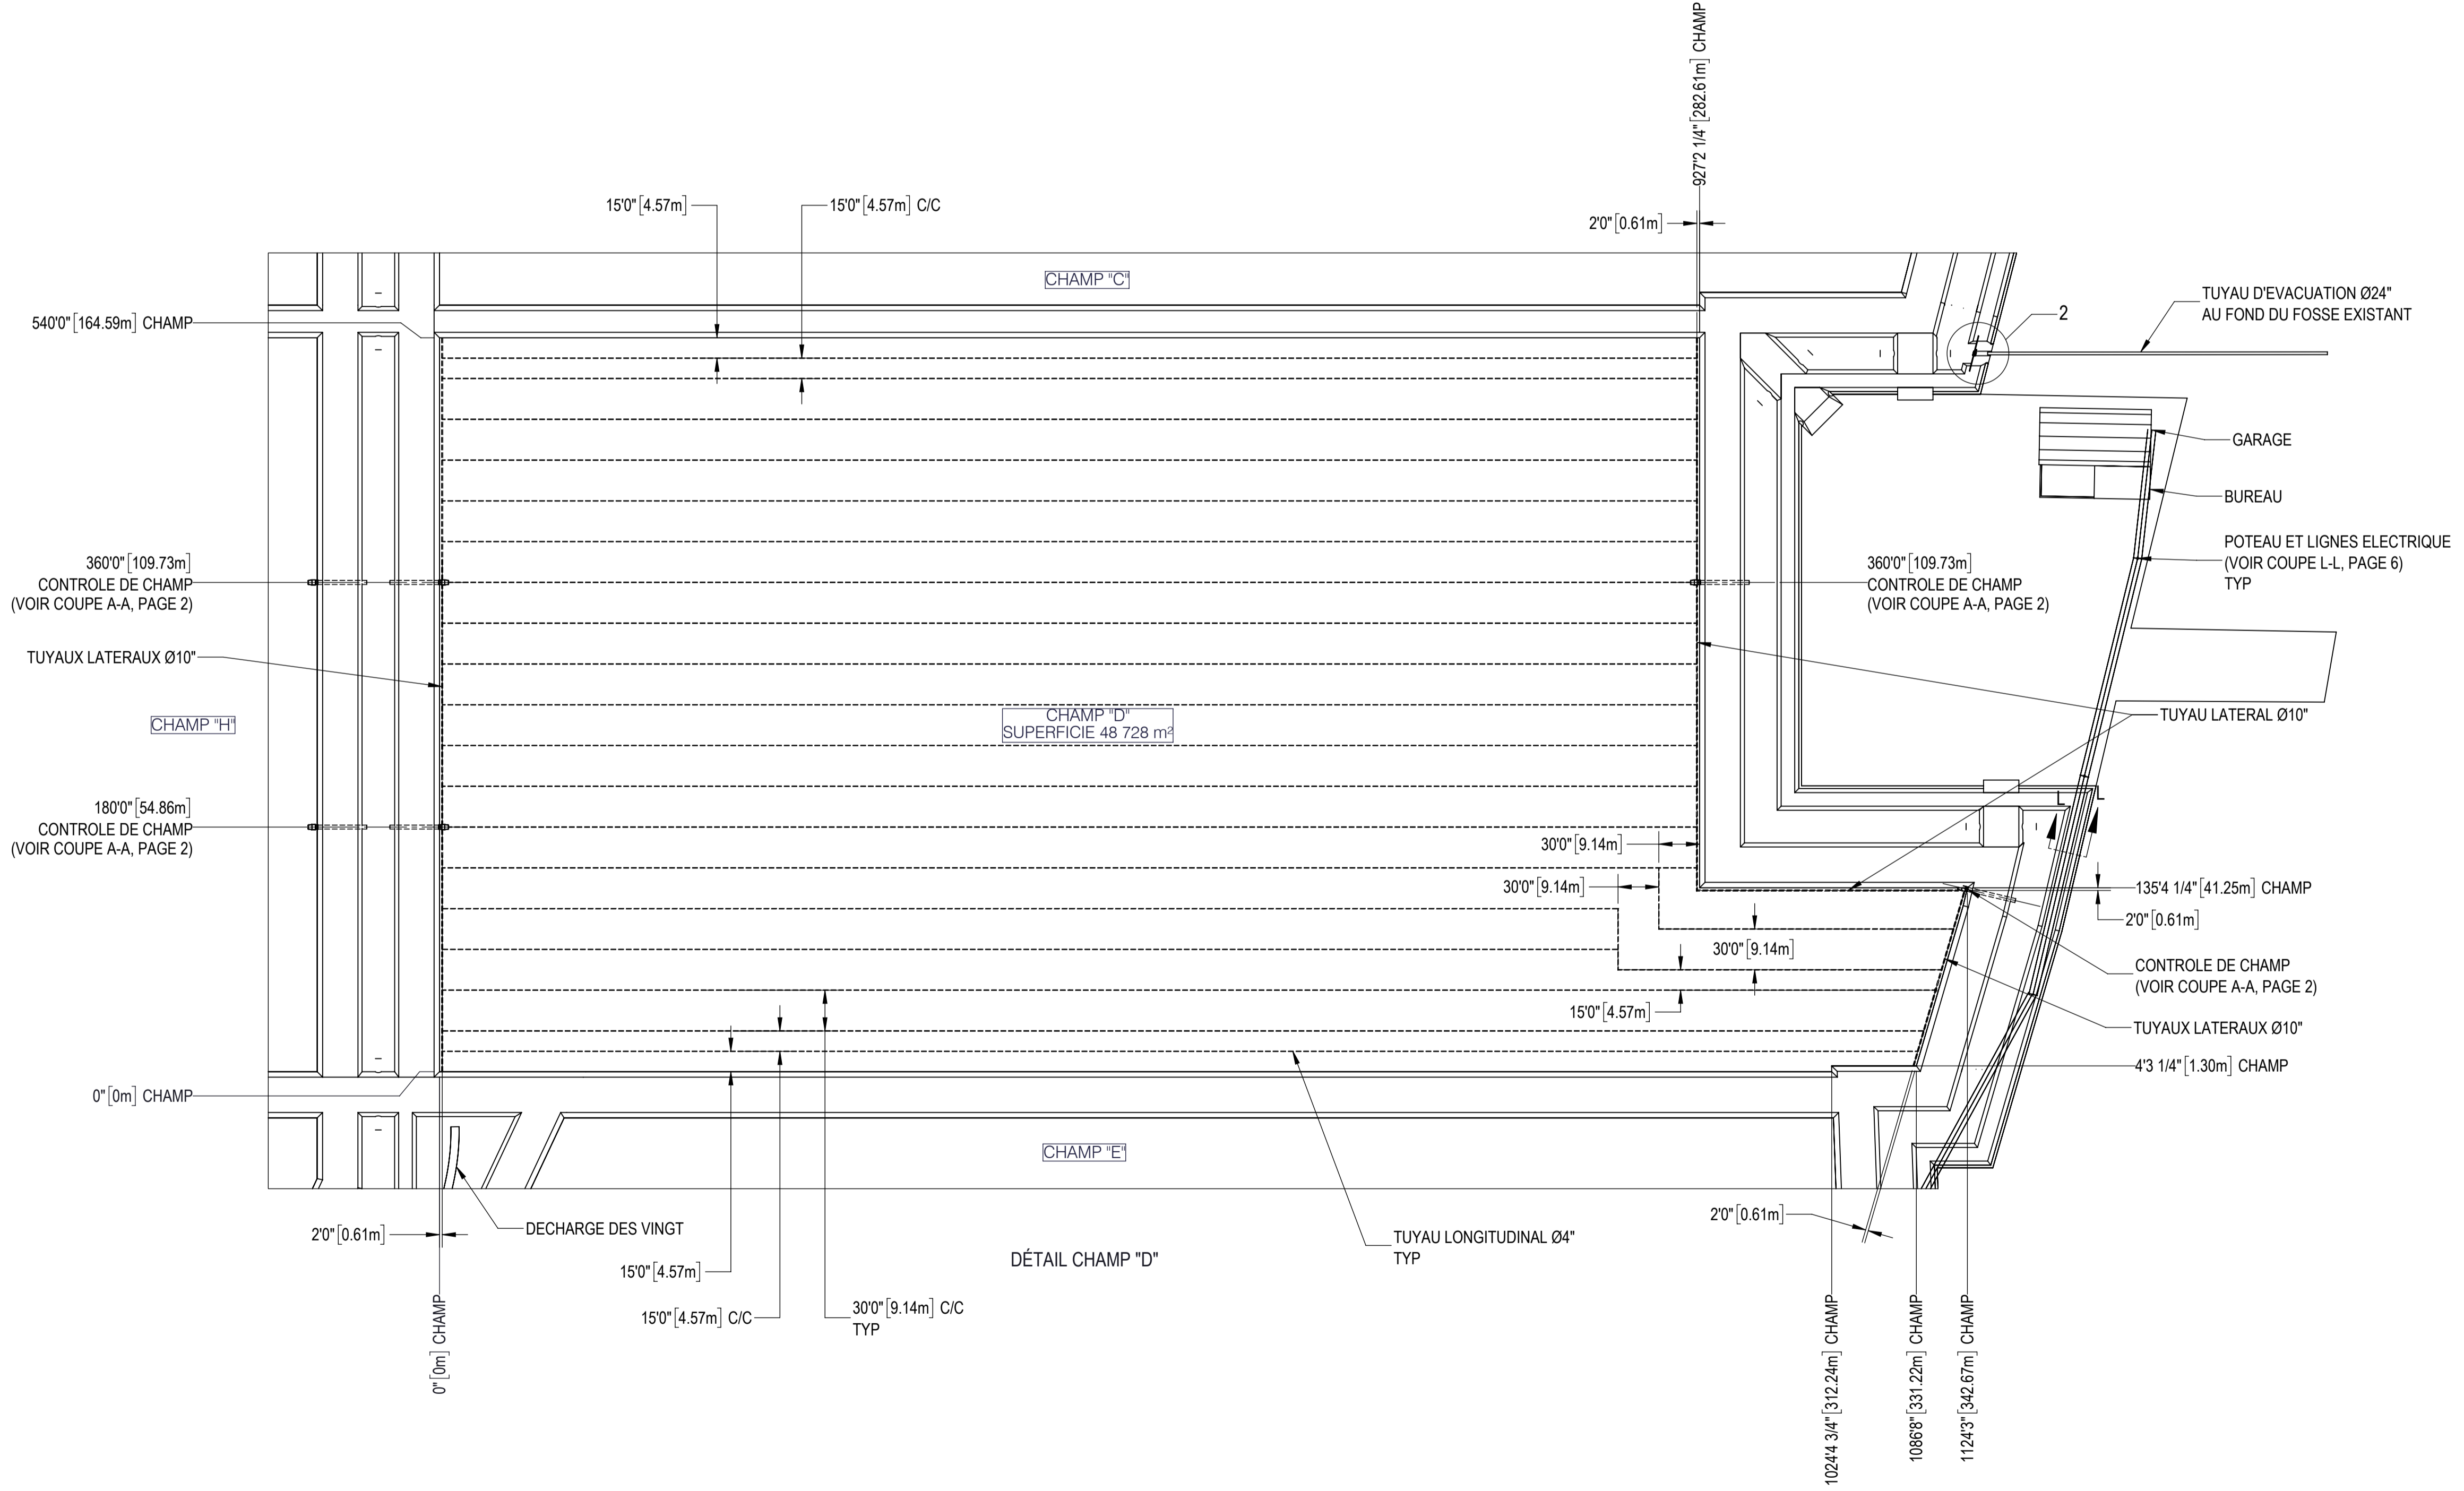 927'2 1/4" [282.61m] CHAMP
15'0" [4.57m]
15'0" [4.57m] C/C
2'0" [0.61m]
CHAMP "C"
540'0" [164.59m] CHAMP
2
TUYAU D'EVACUATION Ø24"
AU FOND DU FOSSE EXISTANT
GARAGE
BUREAU
POTEAU ET LIGNES ELECTRIQUE
(VOIR COUPE L-L, PAGE 6)
TYP
360'0" [109.73m]
CONTROLE DE CHAMP
(VOIR COUPE A-A, PAGE 2)
360'0" [109.73m]
CONTROLE DE CHAMP
(VOIR COUPE A-A, PAGE 2)
TUYAUX LATERAUX Ø10"
CHAMP "H"
CHAMP "D"
SUPERFICIE 48 728 m²
TUYAU LATERAL Ø10"
180'0" [54.86m]
CONTROLE DE CHAMP
(VOIR COUPE A-A, PAGE 2)
L
L
30'0" [9.14m]
30'0" [9.14m]
135'4 1/4" [41.25m] CHAMP
2'0" [0.61m]
30'0" [9.14m]
CONTROLE DE CHAMP
(VOIR COUPE A-A, PAGE 2)
15'0" [4.57m]
TUYAUX LATERAUX Ø10"
4'3 1/4" [1.30m] CHAMP
0" [0m] CHAMP
CHAMP "E"
2'0" [0.61m]
DECHARGE DES VINGT
2'0" [0.61m]
TUYAU LONGITUDINAL Ø4"
TYP
DÉTAIL CHAMP "D"
15'0" [4.57m]
15'0" [4.57m] C/C
30'0" [9.14m] C/C
TYP
0" [0m] CHAMP
1024'4 3/4" [312.24m] CHAMP
1086'8" [331.22m] CHAMP
1124'3" [342.67m] CHAMP